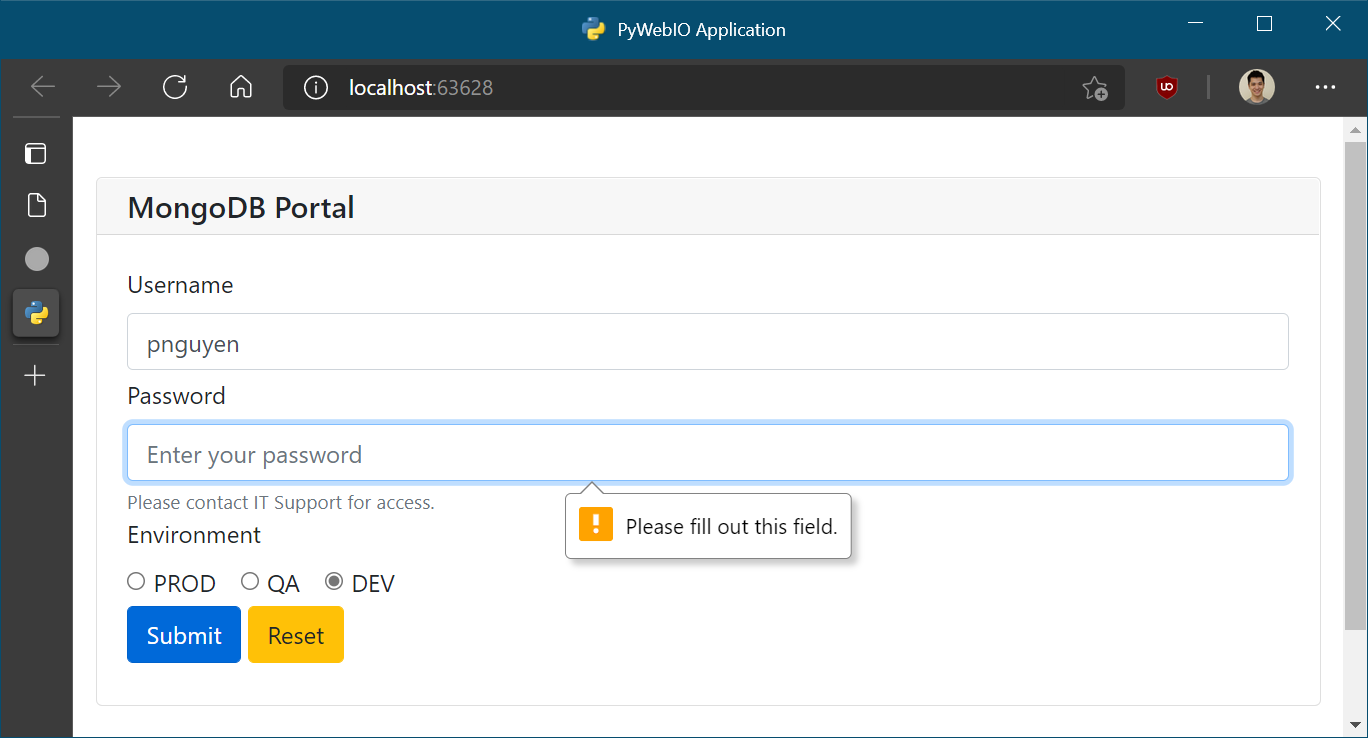 PyWebIO Application
localhost:63628
MongoDB Portal
Username
pnguyen
Password
Enter your password
Please contact IT Support for access.
Please fill out this field.
Environment
PROD QA DEV
Submit Reset